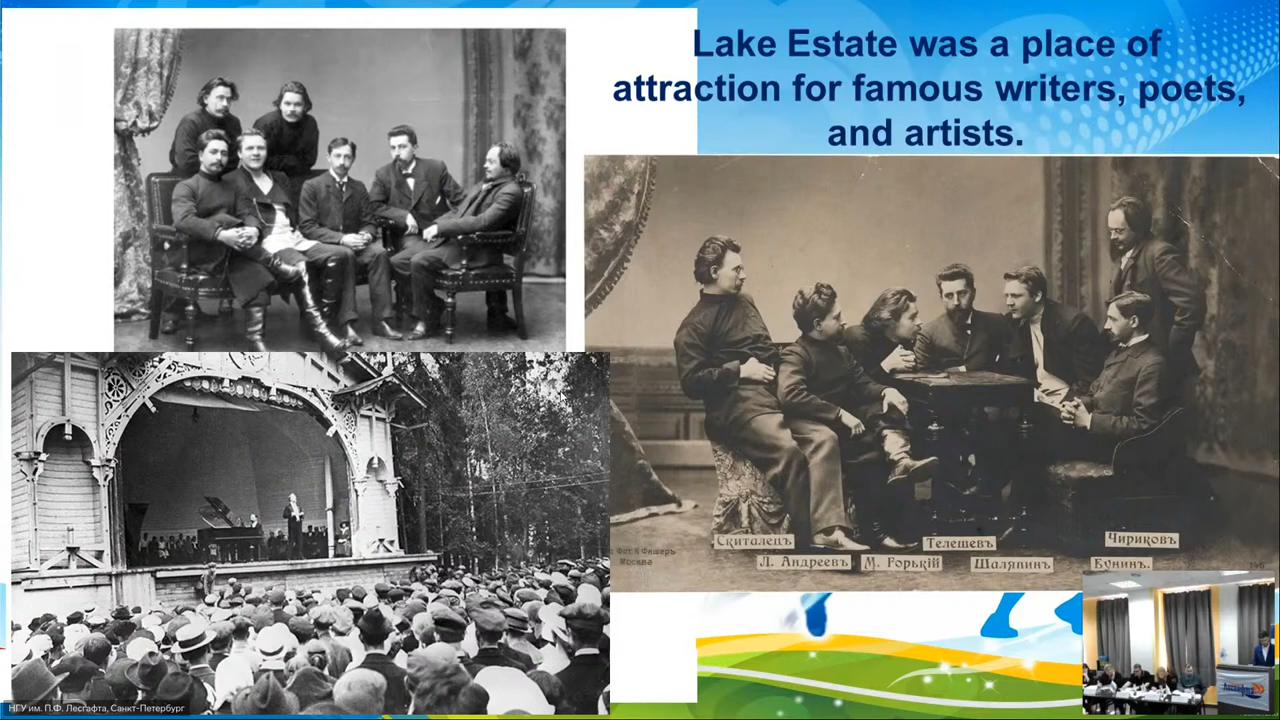 Lake Estate was a place of
attraction for famous writers, poets,
and artists.
Скиталецъ
Телешевъ
Чириковъ
Л. Андреевъ
М. Горькій
Шаляпинъ
Бунинъ.
Москва
НГУ им. П.Ф. Лесгафта, Санкт-Петербург